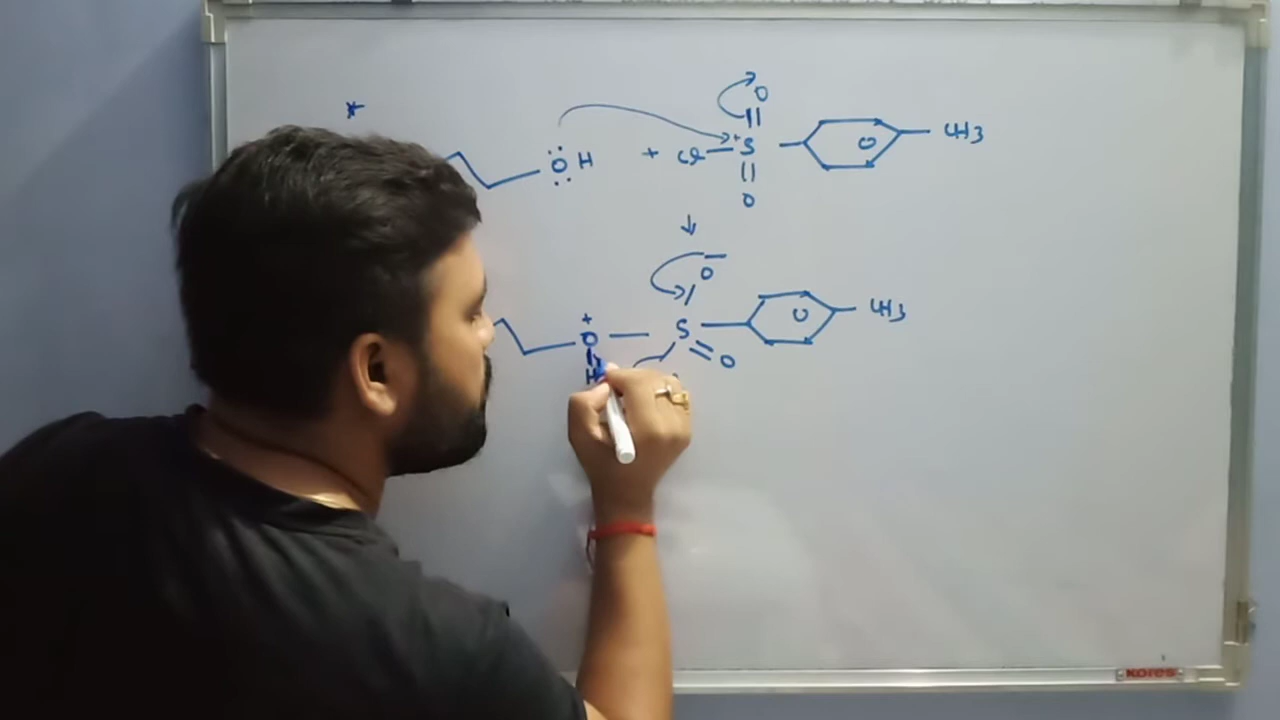 *
O
ÖH + Cl — S⁺ — O CH3
O
O
+ O S O CH3
H O
KORES